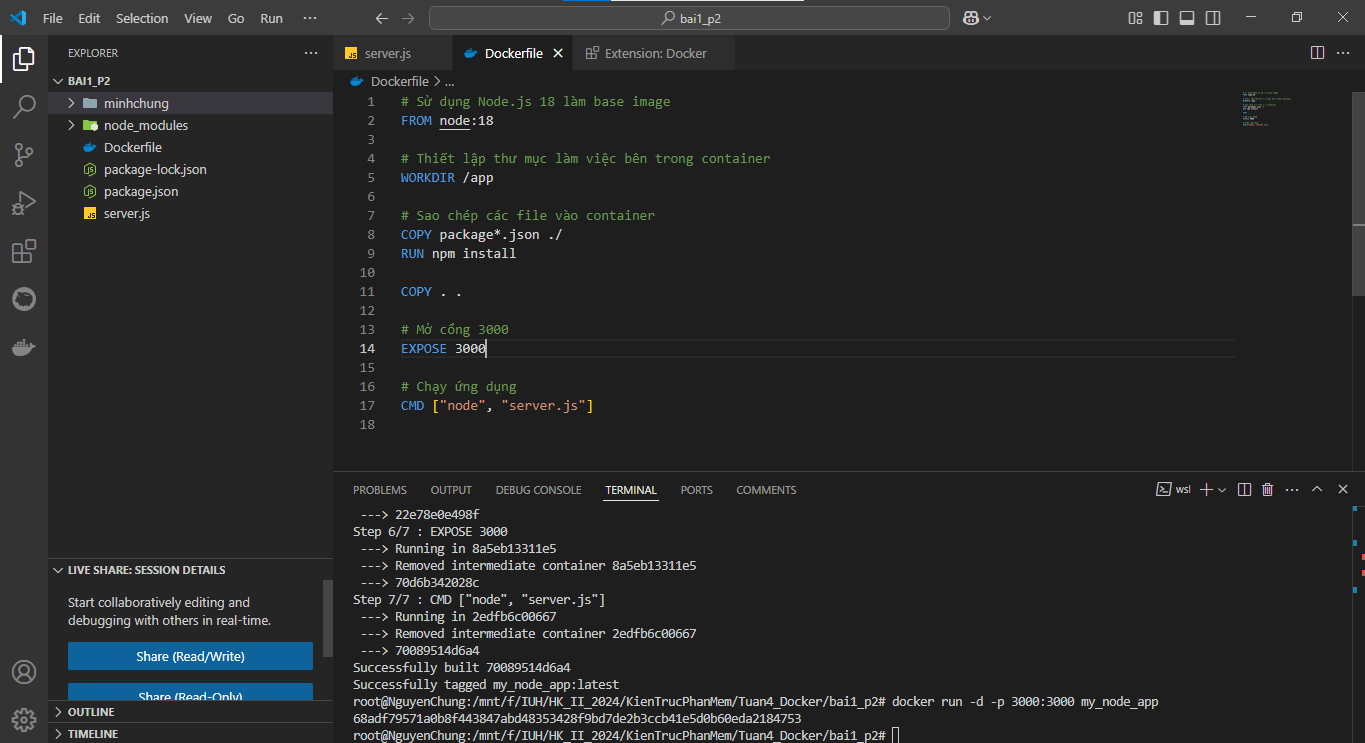 File Edit Selection View Go Run ···
bai1_p2
EXPLORER
BAI1_P2
minhchung
node_modules
Dockerfile
package-lock.json
package.json
server.js
LIVE SHARE: SESSION DETAILS
Start collaboratively editing and
debugging with others in real-time.
Share (Read/Write)
Share (Read-Only)
OUTLINE
TIMELINE
server.js
Dockerfile
Extension: Docker
Dockerfile > ...
1 # Sử dụng Node.js 18 làm base image
2 FROM node:18
3
4 # Thiết lập thư mục làm việc bên trong container
5 WORKDIR /app
6
7 # Sao chép các file vào container
8 COPY package*.json ./
9 RUN npm install
10
11 COPY . .
12
13 # Mở cổng 3000
14 EXPOSE 3000
15
16 # Chạy ứng dụng
17 CMD ["node", "server.js"]
18
PROBLEMS OUTPUT DEBUG CONSOLE TERMINAL PORTS COMMENTS
wsl
---> 22e78e0e498f
Step 6/7 : EXPOSE 3000
---> Running in 8a5eb13311e5
---> Removed intermediate container 8a5eb13311e5
---> 70d6b342028c
Step 7/7 : CMD ["node", "server.js"]
---> Running in 2edfb6c00667
---> Removed intermediate container 2edfb6c00667
---> 70089514d6a4
Successfully built 70089514d6a4
Successfully tagged my_node_app:latest
root@NguyenChung:/mnt/f/IUH/HK_II_2024/KienTrucPhanMem/Tuan4_Docker/bai1_p2# docker run -d -p 3000:3000 my_node_app
68adf79571a0b8f443847abd48353428f9bd7de2b3ccb41e5d0b60eda2184753
root@NguyenChung:/mnt/f/IUH/HK_II_2024/KienTrucPhanMem/Tuan4_Docker/bai1_p2#